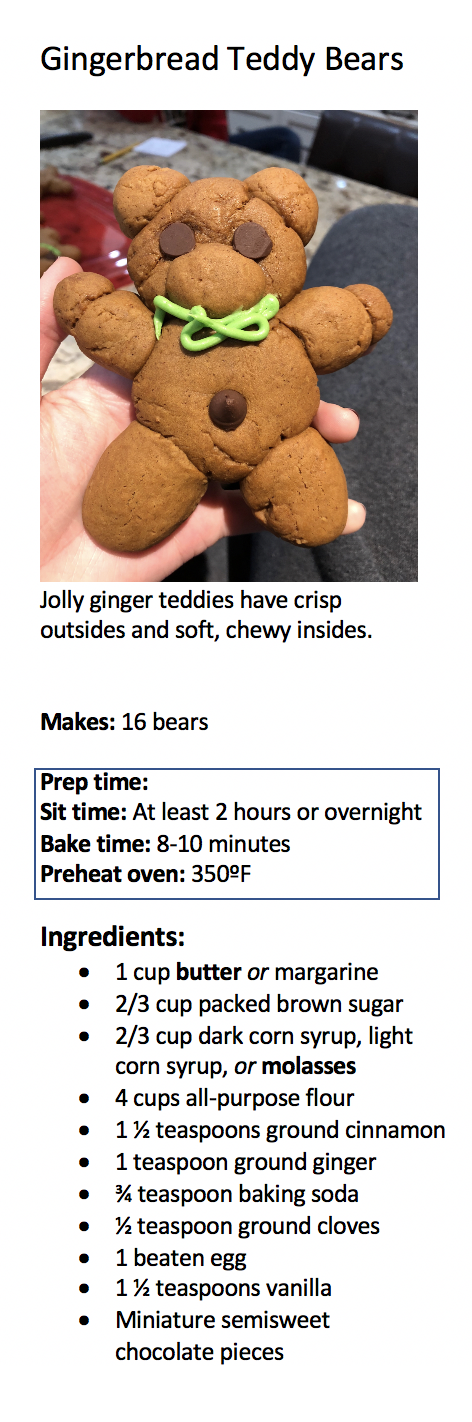 Gingerbread Teddy Bears
Jolly ginger teddies have crisp
outsides and soft, chewy insides.
Makes: 16 bears
Prep time:
Sit time: At least 2 hours or overnight
Bake time: 8-10 minutes
Preheat oven: 350ºF
Ingredients:
• 1 cup butter or margarine
• 2/3 cup packed brown sugar
• 2/3 cup dark corn syrup, light
corn syrup, or molasses
• 4 cups all-purpose flour
• 1 ½ teaspoons ground cinnamon
• 1 teaspoon ground ginger
• ¾ teaspoon baking soda
• ½ teaspoon ground cloves
• 1 beaten egg
• 1 ½ teaspoons vanilla
• Miniature semisweet
chocolate pieces